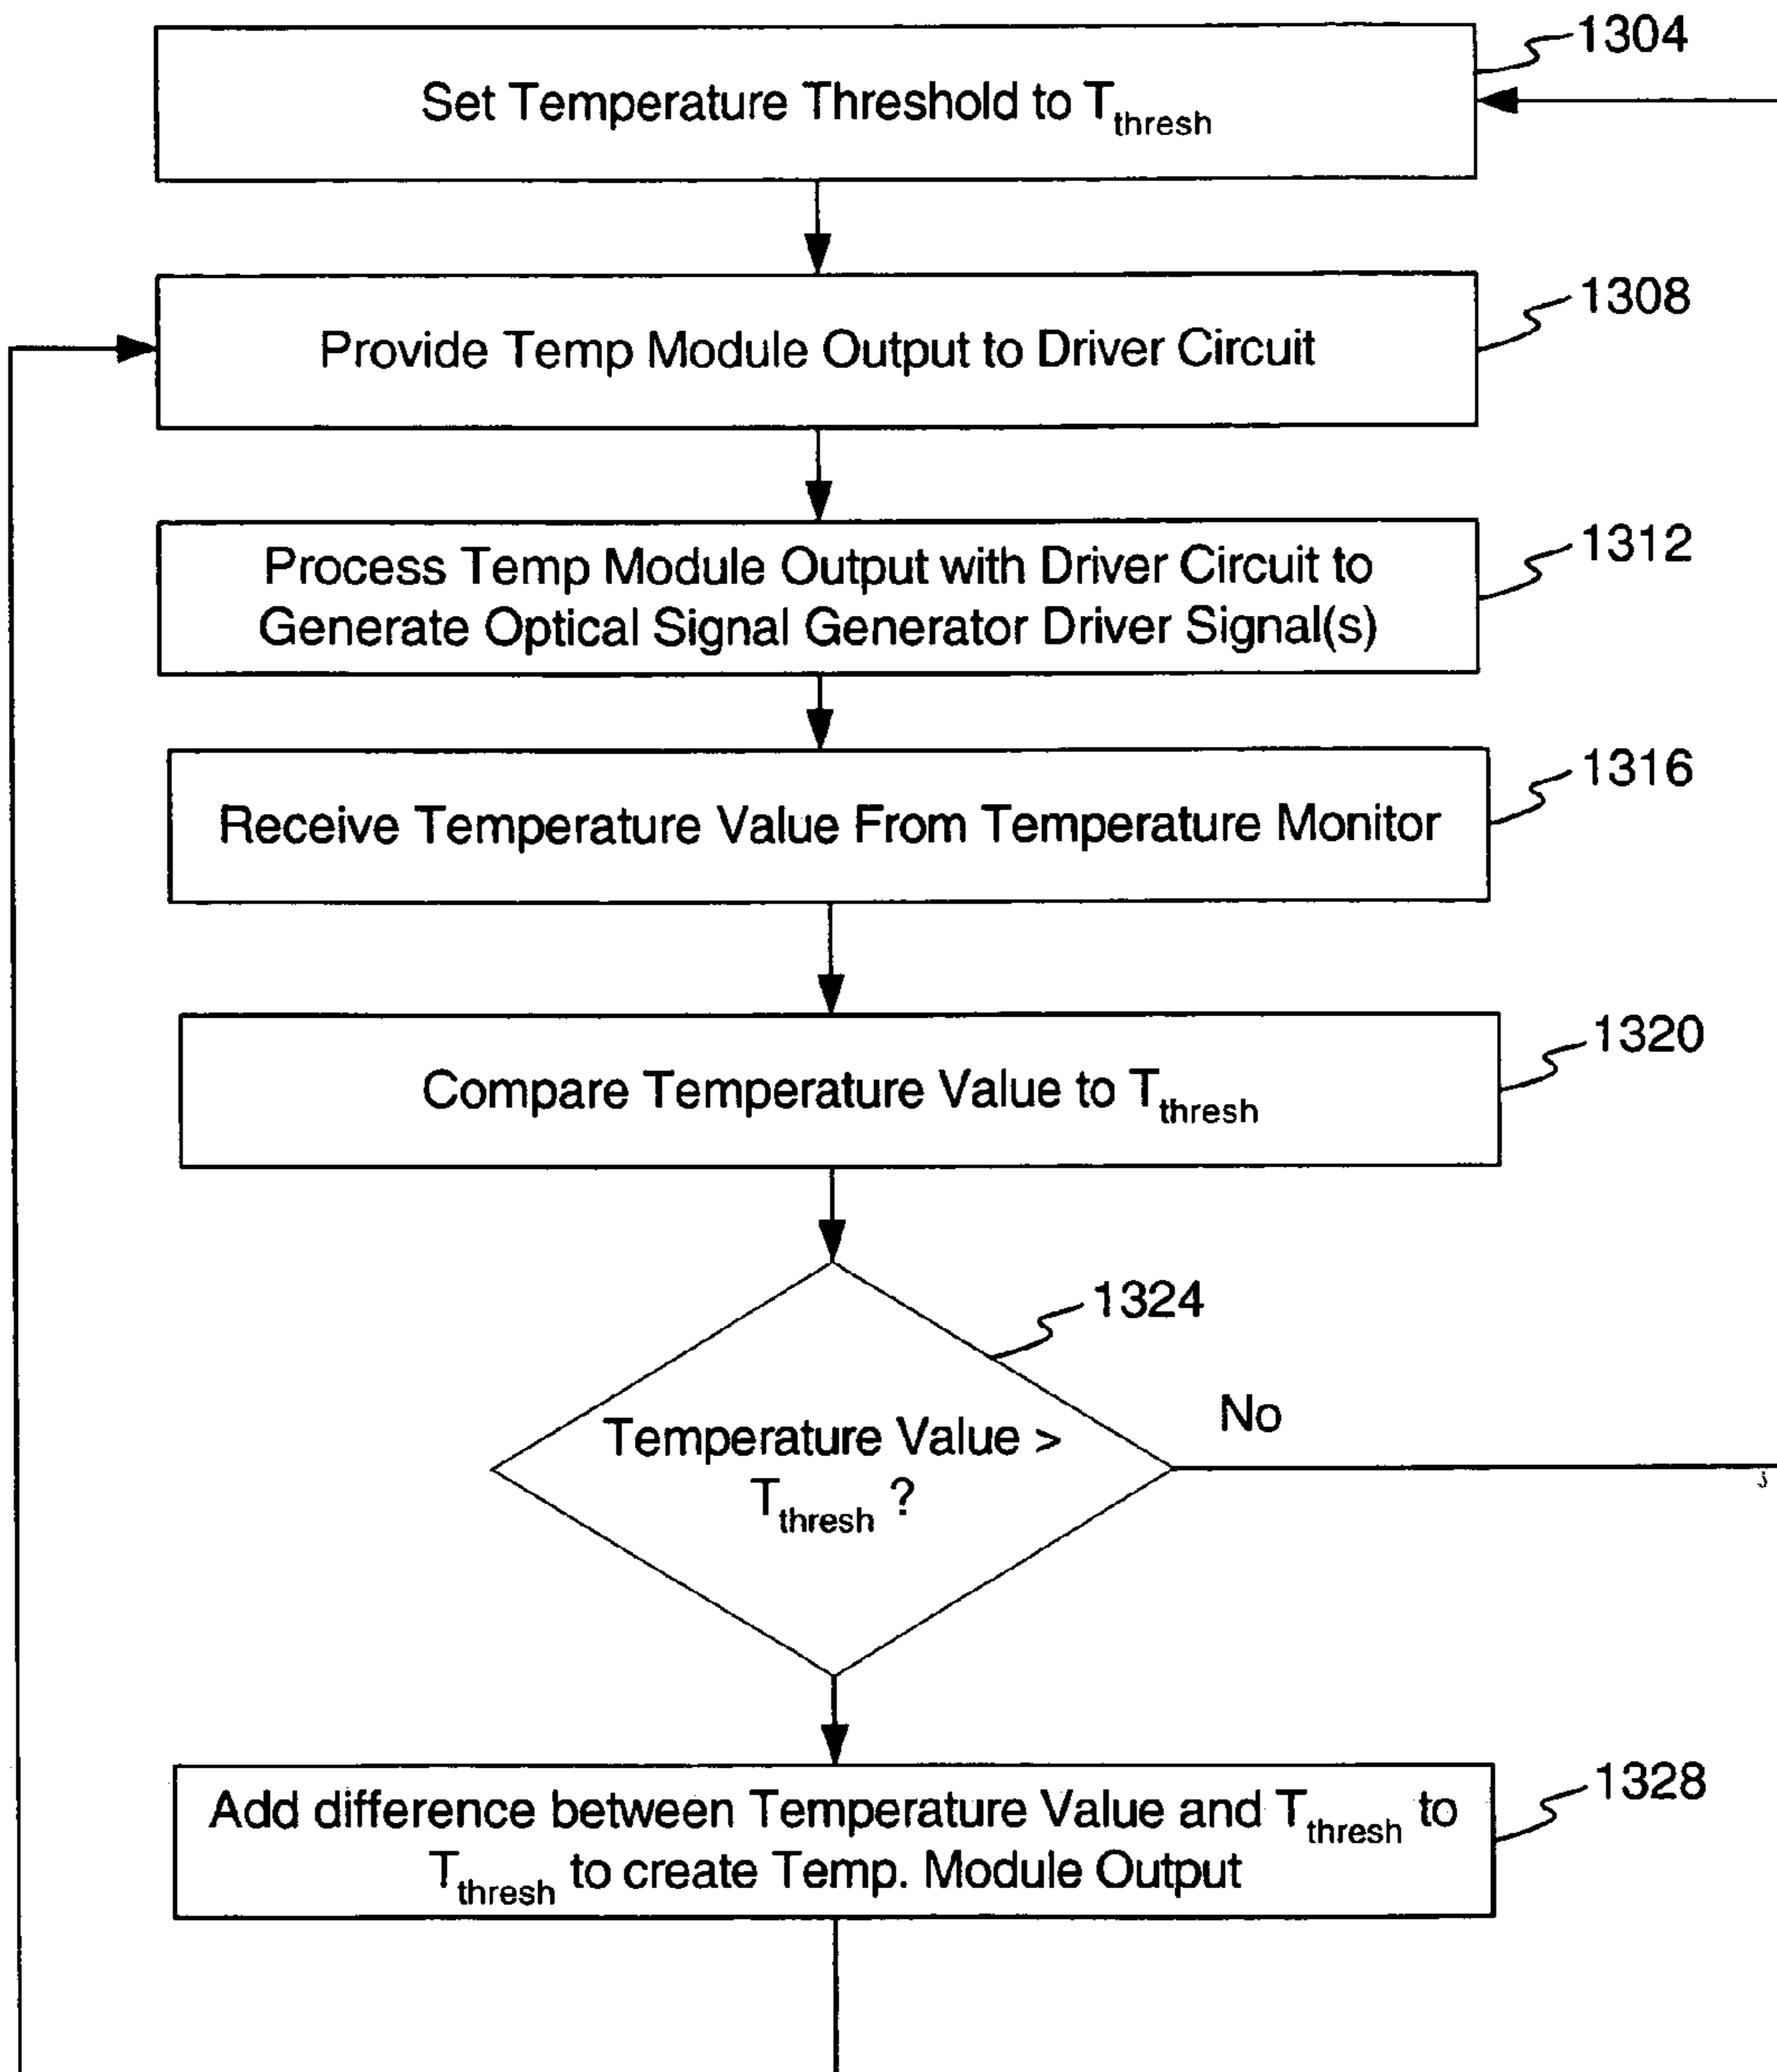 1304
Set Temperature Threshold to Tthresh
1308
Provide Temp Module Output to Driver Circuit
1312
Process Temp Module Output with Driver Circuit to
Generate Optical Signal Generator Driver Signal(s)
1316
Receive Temperature Value From Temperature Monitor
1320
Compare Temperature Value to Tthresh
1324
Temperature Value >
Tthresh ?
No
1328
Add difference between Temperature Value and Tthresh to
Tthresh to create Temp. Module Output